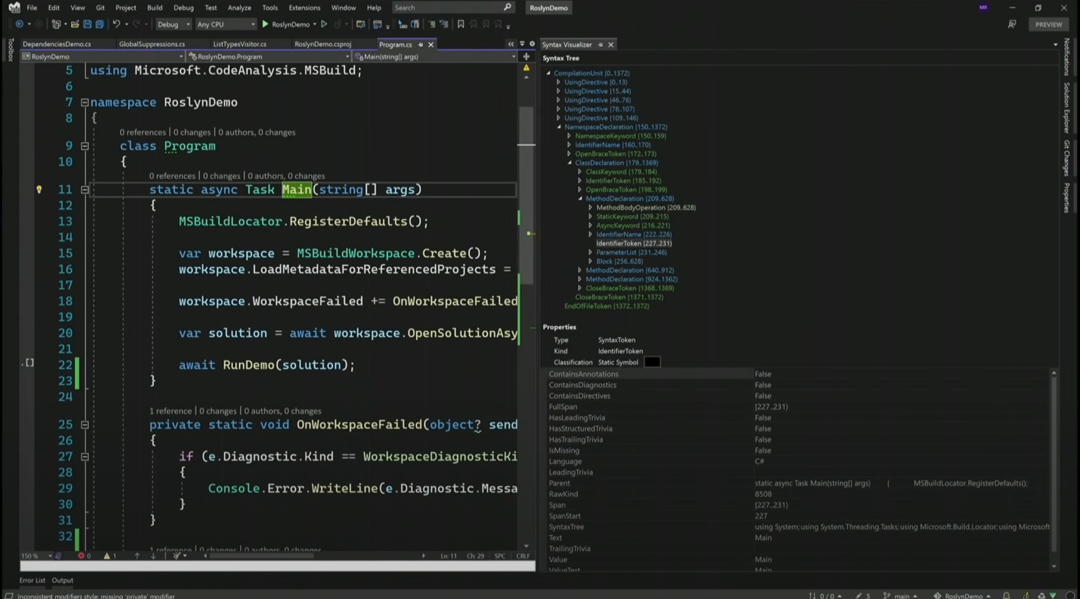 File Edit View Git Project Build Debug Test Analyze Tools Extensions Window Help Search RoslynDemo
Debug Any CPU RoslynDemo PREVIEW
DependenciesDemo.cs GlobalSuppressions.cs ListTypesVisitor.cs RoslynDemo.csproj Program.cs
RoslynDemo RoslynDemo.Program Main(string[] args)
Toolbox
5 using Microsoft.CodeAnalysis.MSBuild;
6
7 namespace RoslynDemo
8 {
0 references | 0 changes | 0 authors, 0 changes
9 class Program
10 {
0 references | 0 changes | 0 authors, 0 changes
11 static async Task Main(string[] args)
12 {
13 MSBuildLocator.RegisterDefaults();
14
15 var workspace = MSBuildWorkspace.Create();
16 workspace.LoadMetadataForReferencedProjects =
17
18 workspace.WorkspaceFailed += OnWorkspaceFailed
19
20 var solution = await workspace.OpenSolutionAsy
21
22 await RunDemo(solution);
23 }
24
1 reference | 0 changes | 0 authors, 0 changes
25 private static void OnWorkspaceFailed(object? send
26 {
27 if (e.Diagnostic.Kind == WorkspaceDiagnosticKi
28 {
29 Console.Error.WriteLine(e.Diagnostic.Messa
30 }
31 }
32
150 % 0 1 Ln: 11 Ch: 29 SPC CRLF
Error List Output
Inconsistent modifiers style: missing 'private' modifier
Syntax Visualizer
Syntax Tree
CompilationUnit [0..1372)
UsingDirective [0..13)
UsingDirective [15..44)
UsingDirective [46..76)
UsingDirective [78..107)
UsingDirective [109..146)
NamespaceDeclaration [150..1372)
NamespaceKeyword [150..159)
IdentifierName [160..170)
OpenBraceToken [172..173)
ClassDeclaration [179..1369)
ClassKeyword [179..184)
IdentifierToken [185..192)
OpenBraceToken [198..199)
MethodDeclaration [209..628)
MethodBodyOperation [209..628)
StaticKeyword [209..215)
AsyncKeyword [216..221)
IdentifierName [222..226)
IdentifierToken [227..231)
ParameterList [231..246)
Block [256..628)
MethodDeclaration [640..912)
MethodDeclaration [924..1362)
CloseBraceToken [1368..1369)
CloseBraceToken [1371..1372)
EndOfFileToken [1372..1372)
Properties
Type SyntaxToken
Kind IdentifierToken
Classification Static Symbol
ContainsAnnotations False
ContainsDiagnostics False
ContainsDirectives False
FullSpan [227..231)
HasLeadingTrivia False
HasStructuredTrivia False
HasTrailingTrivia False
IsMissing False
Language C#
LeadingTrivia
Parent static async Task Main(string[] args) { MSBuildLocator.RegisterDefaults();
RawKind 8508
Span [227..231)
SpanStart 227
SyntaxTree using System; using System.Threading.Tasks; using Microsoft.Build.Locator; using Microsoft
Text Main
TrailingTrivia
Value Main
ValueText Main
Notifications
Solution Explorer
Git Changes
Properties
0 / 0 5 main RoslynDemo